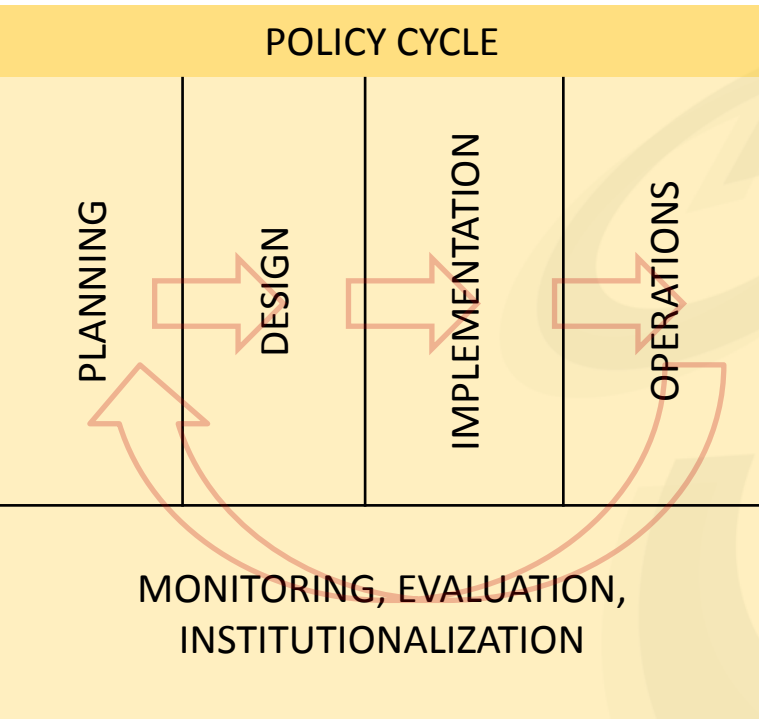 POLICY CYCLE
PLANNING
DESIGN
IMPLEMENTATION
OPERATIONS
MONITORING, EVALUATION,
INSTITUTIONALIZATION